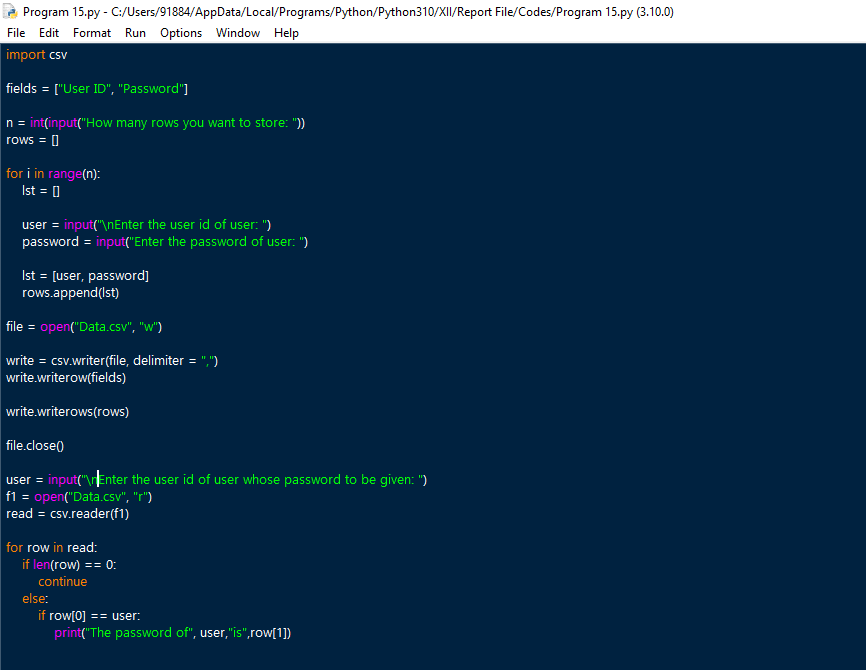 Program 15.py - C:/Users/91884/AppData/Local/Programs/Python/Python310/XII/Report File/Codes/Program 15.py (3.10.0)
File Edit Format Run Options Window Help
import csv
fields = ["User ID", "Password"]
n = int(input("How many rows you want to store: "))
rows = []
for i in range(n):
    lst = []
    user = input("\nEnter the user id of user: ")
    password = input("Enter the password of user: ")
    lst = [user, password]
    rows.append(lst)
file = open("Data.csv", "w")
write = csv.writer(file, delimiter = ",")
write.writerow(fields)
write.writerows(rows)
file.close()
user = input("\nEnter the user id of user whose password to be given: ")
f1 = open("Data.csv", "r")
read = csv.reader(f1)
for row in read:
    if len(row) == 0:
        continue
    else:
        if row[0] == user:
            print("The password of", user,"is",row[1])